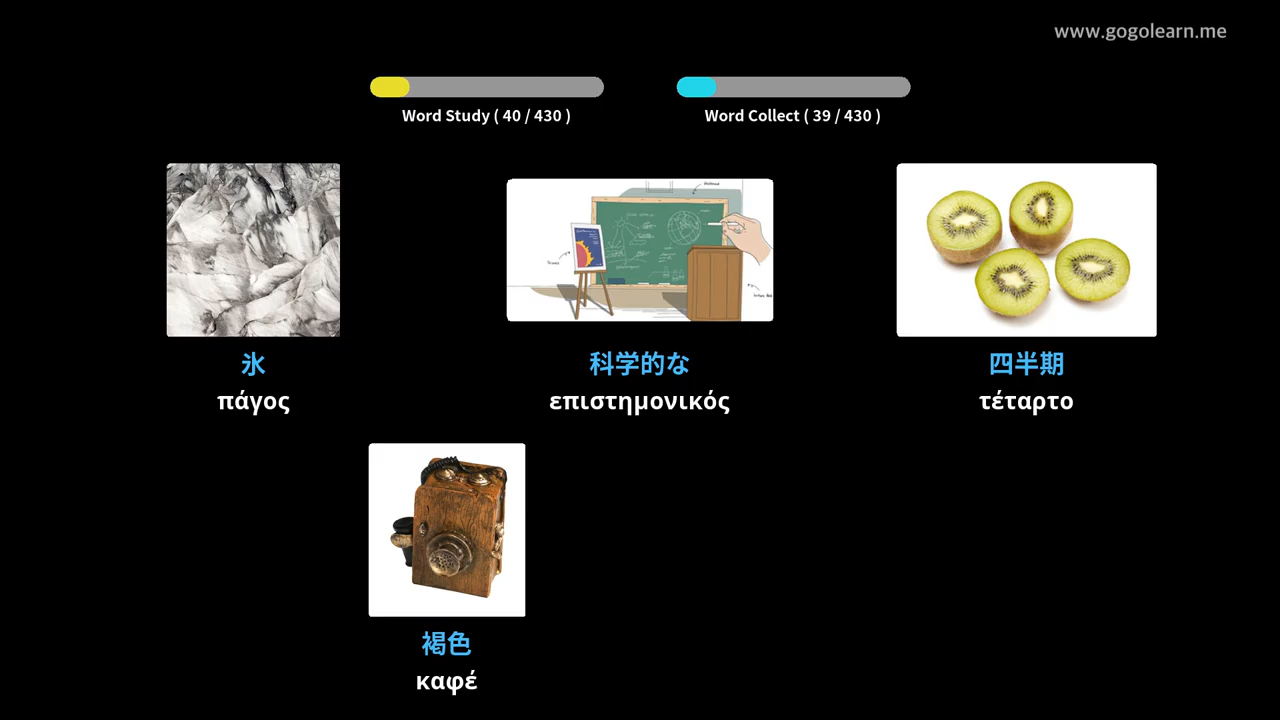 www.gogolearn.me
Word Study ( 40 / 430 )
Word Collect ( 39 / 430 )
氷
πάγος
科学的な
επιστημονικός
四半期
τέταρτο
褐色
καφέ